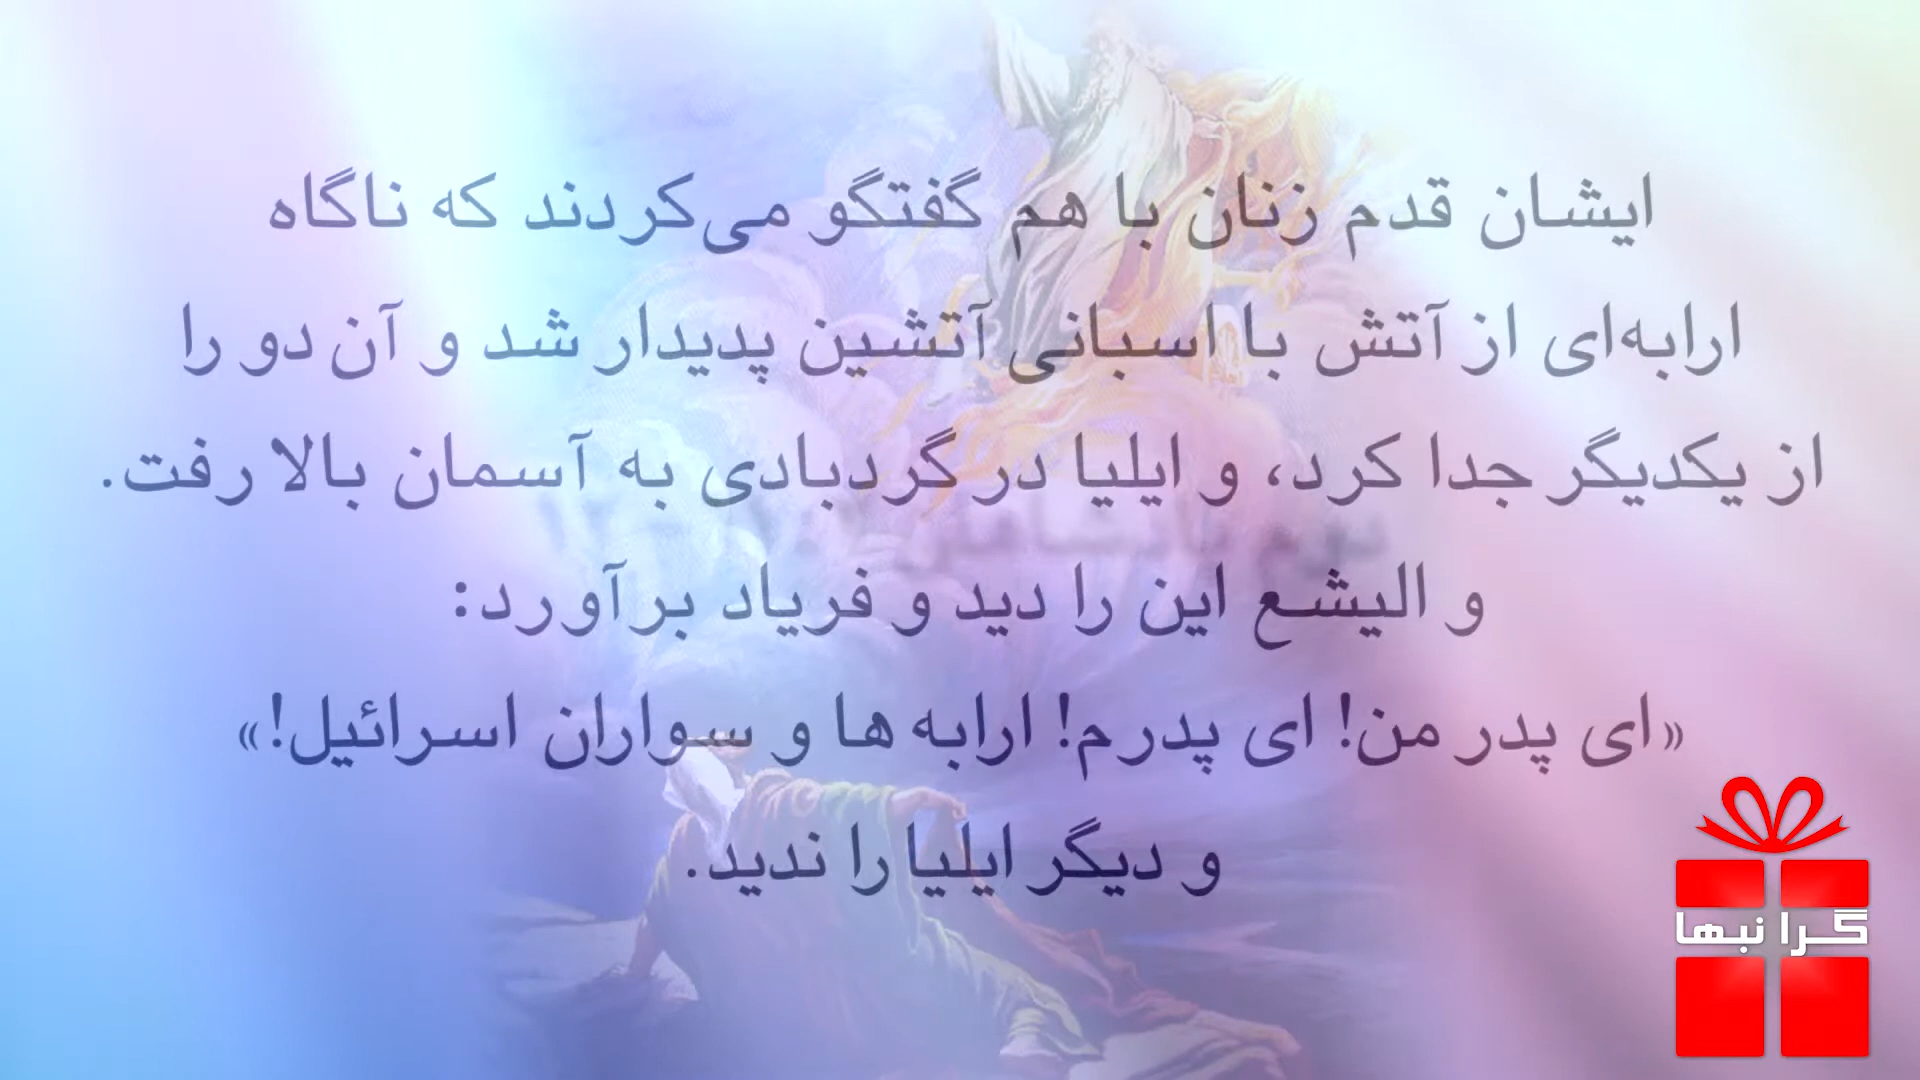 ایشان قدم زنان با هم گفتگو می‌کردند که ناگاه
ارابه‌ای از آتش با اسبانی آتشین پدیدار شد و آن دو را
از یکدیگر جدا کرد، و ایلیا در گردبادی به آسمان بالا رفت.
و الیشع این را دید و فریاد برآورد:
«ای پدر من! ای پدرم! ارابه ها و سواران اسرائیل!»
و دیگر ایلیا را ندید.
گرانبها